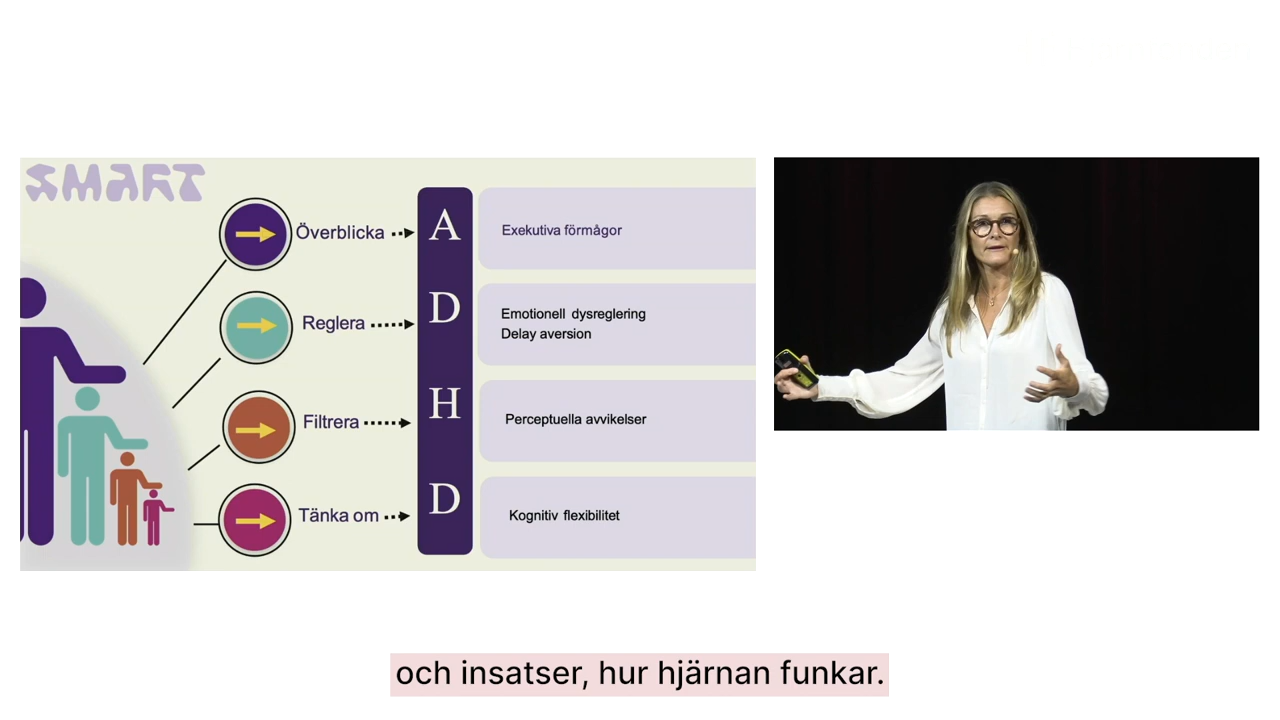 SMART
Överblicka
Reglera
Filtrera
Tänka om
A
D
H
D
Exekutiva förmågor
Emotionell dysreglering
Delay aversion
Perceptuella avvikelser
Kognitiv flexibilitet
och insatser, hur hjärnan funkar.